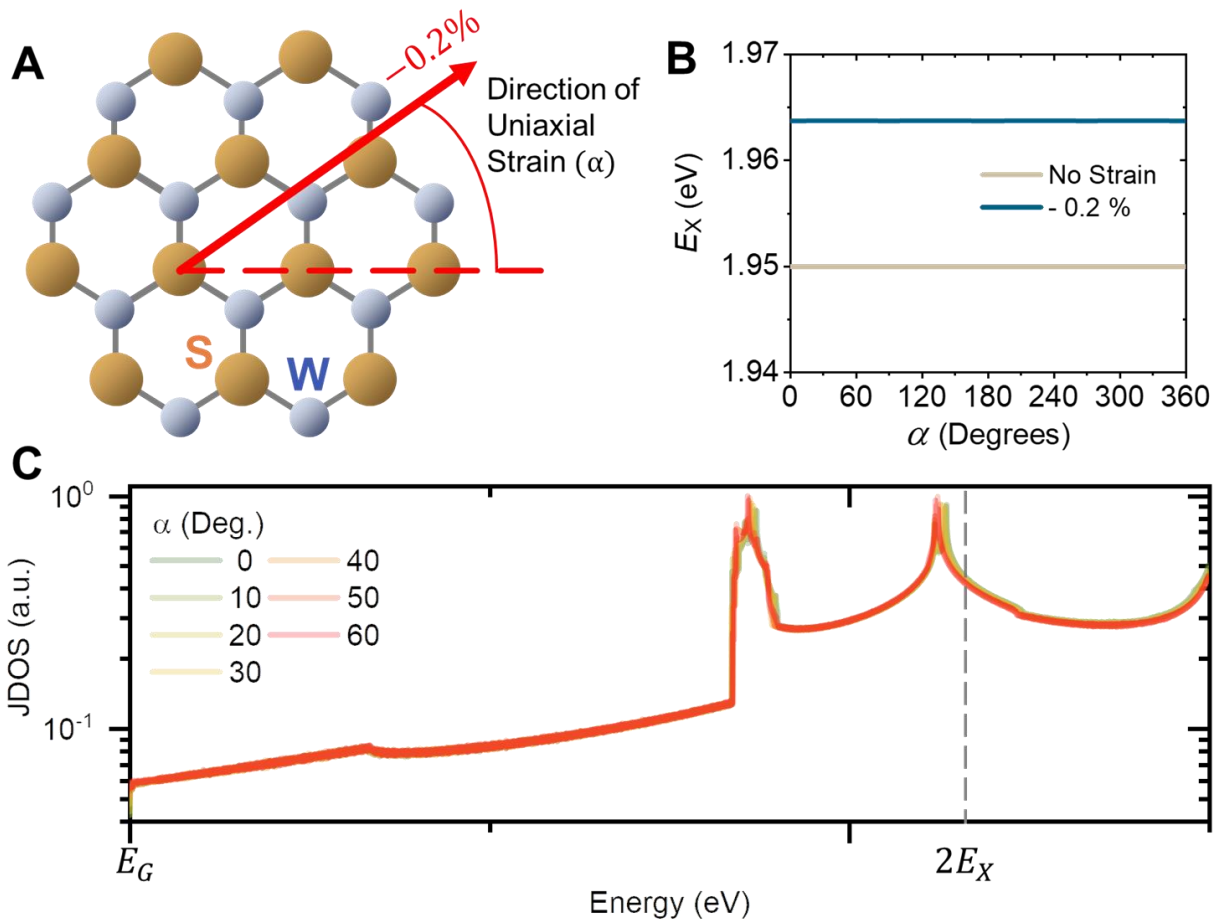 A
−0.2%
Direction of
Uniaxial
Strain (α)
S
W
B
1.97
1.96
1.95
1.94
E_X (eV)
No Strain
- 0.2 %
0 60 120 180 240 300 360
α (Degrees)
C
10⁰
10⁻¹
JDOS (a.u.)
α (Deg.)
0 40
10 50
20 60
30
E_G 2E_X
Energy (eV)